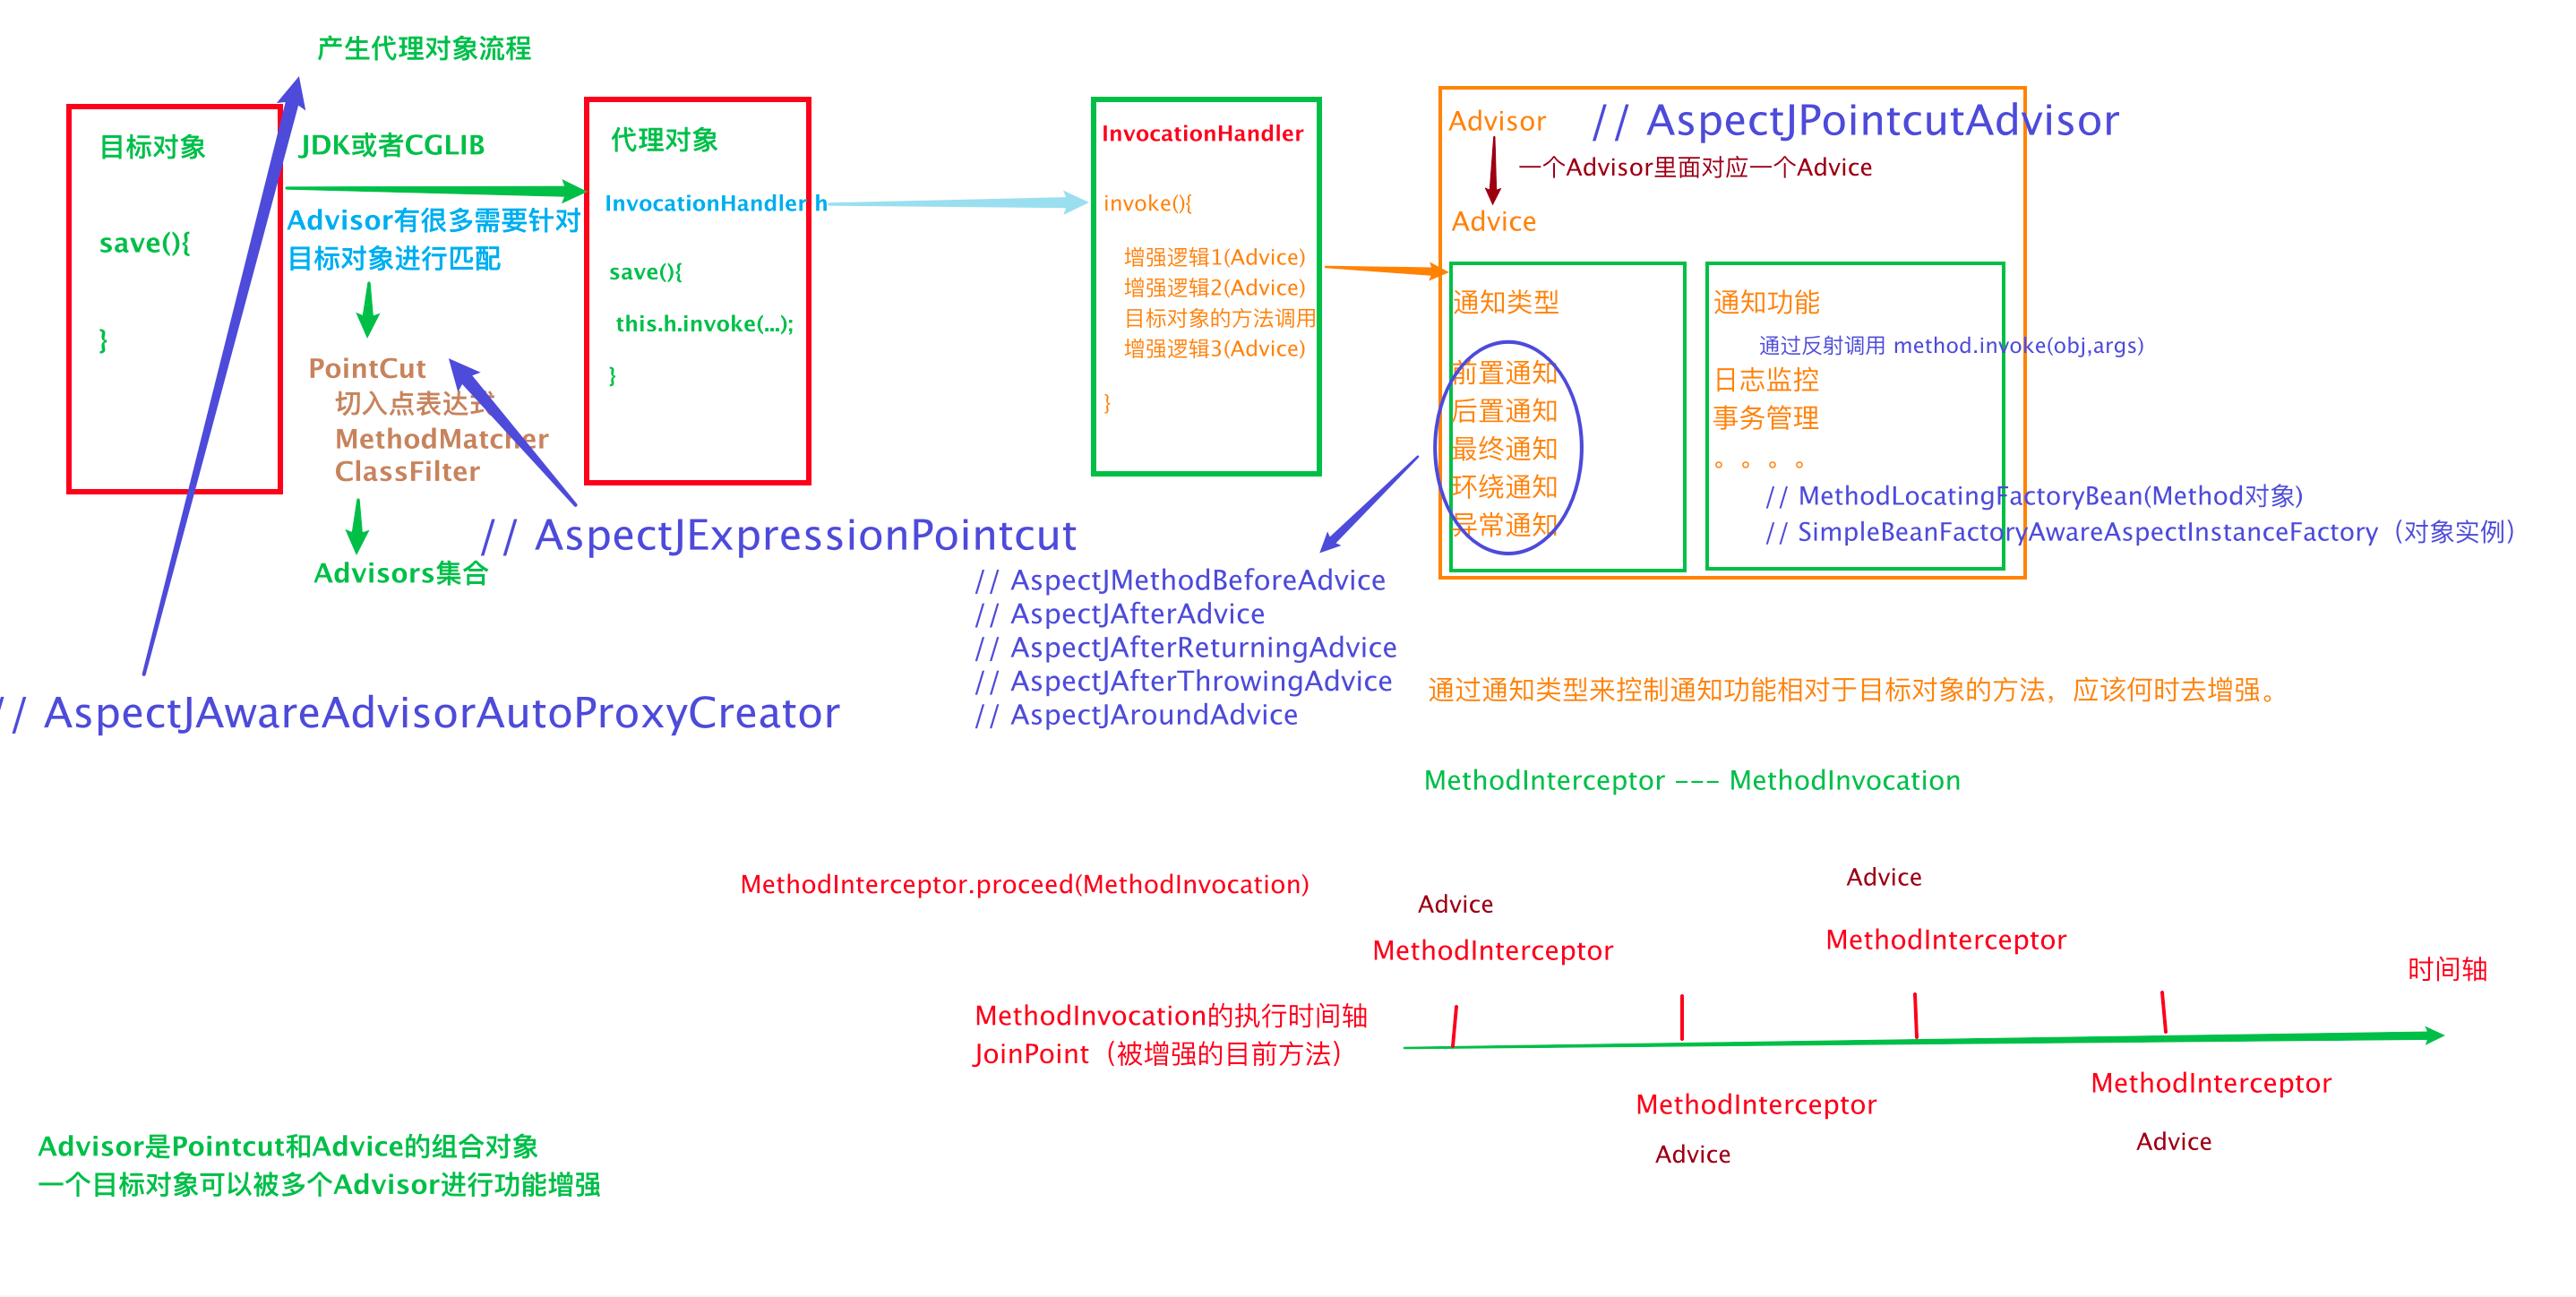 产生代理对象流程
目标对象
save(){
}
JDK或者CGLIB
Advisor有很多需要针对
目标对象进行匹配
PointCut
切入点表达式
MethodMatcher
ClassFilter
Advisors集合
// AspectJAwareAdvisorAutoProxyCreator
代理对象
InvocationHandler h
save(){
this.h.invoke(...);
}
// AspectJExpressionPointcut
InvocationHandler
invoke(){
增强逻辑1(Advice)
增强逻辑2(Advice)
目标对象的方法调用
增强逻辑3(Advice)
}
Advisor
// AspectJPointcutAdvisor
一个Advisor里面对应一个Advice
Advice
通知类型
前置通知
后置通知
最终通知
环绕通知
异常通知
通知功能
通过反射调用 method.invoke(obj,args)
日志监控
事务管理
。。。。
// MethodLocatingFactoryBean(Method对象)
// SimpleBeanFactoryAwareAspectInstanceFactory（对象实例）
// AspectJMethodBeforeAdvice
// AspectJAfterAdvice
// AspectJAfterReturningAdvice
// AspectJAfterThrowingAdvice
// AspectJAroundAdvice
通过通知类型来控制通知功能相对于目标对象的方法，应该何时去增强。
MethodInterceptor --- MethodInvocation
MethodInterceptor.proceed(MethodInvocation)
Advice
MethodInterceptor
Advice
MethodInterceptor
时间轴
MethodInvocation的执行时间轴
JoinPoint（被增强的目前方法）
MethodInterceptor
Advice
MethodInterceptor
Advice
Advisor是Pointcut和Advice的组合对象
一个目标对象可以被多个Advisor进行功能增强